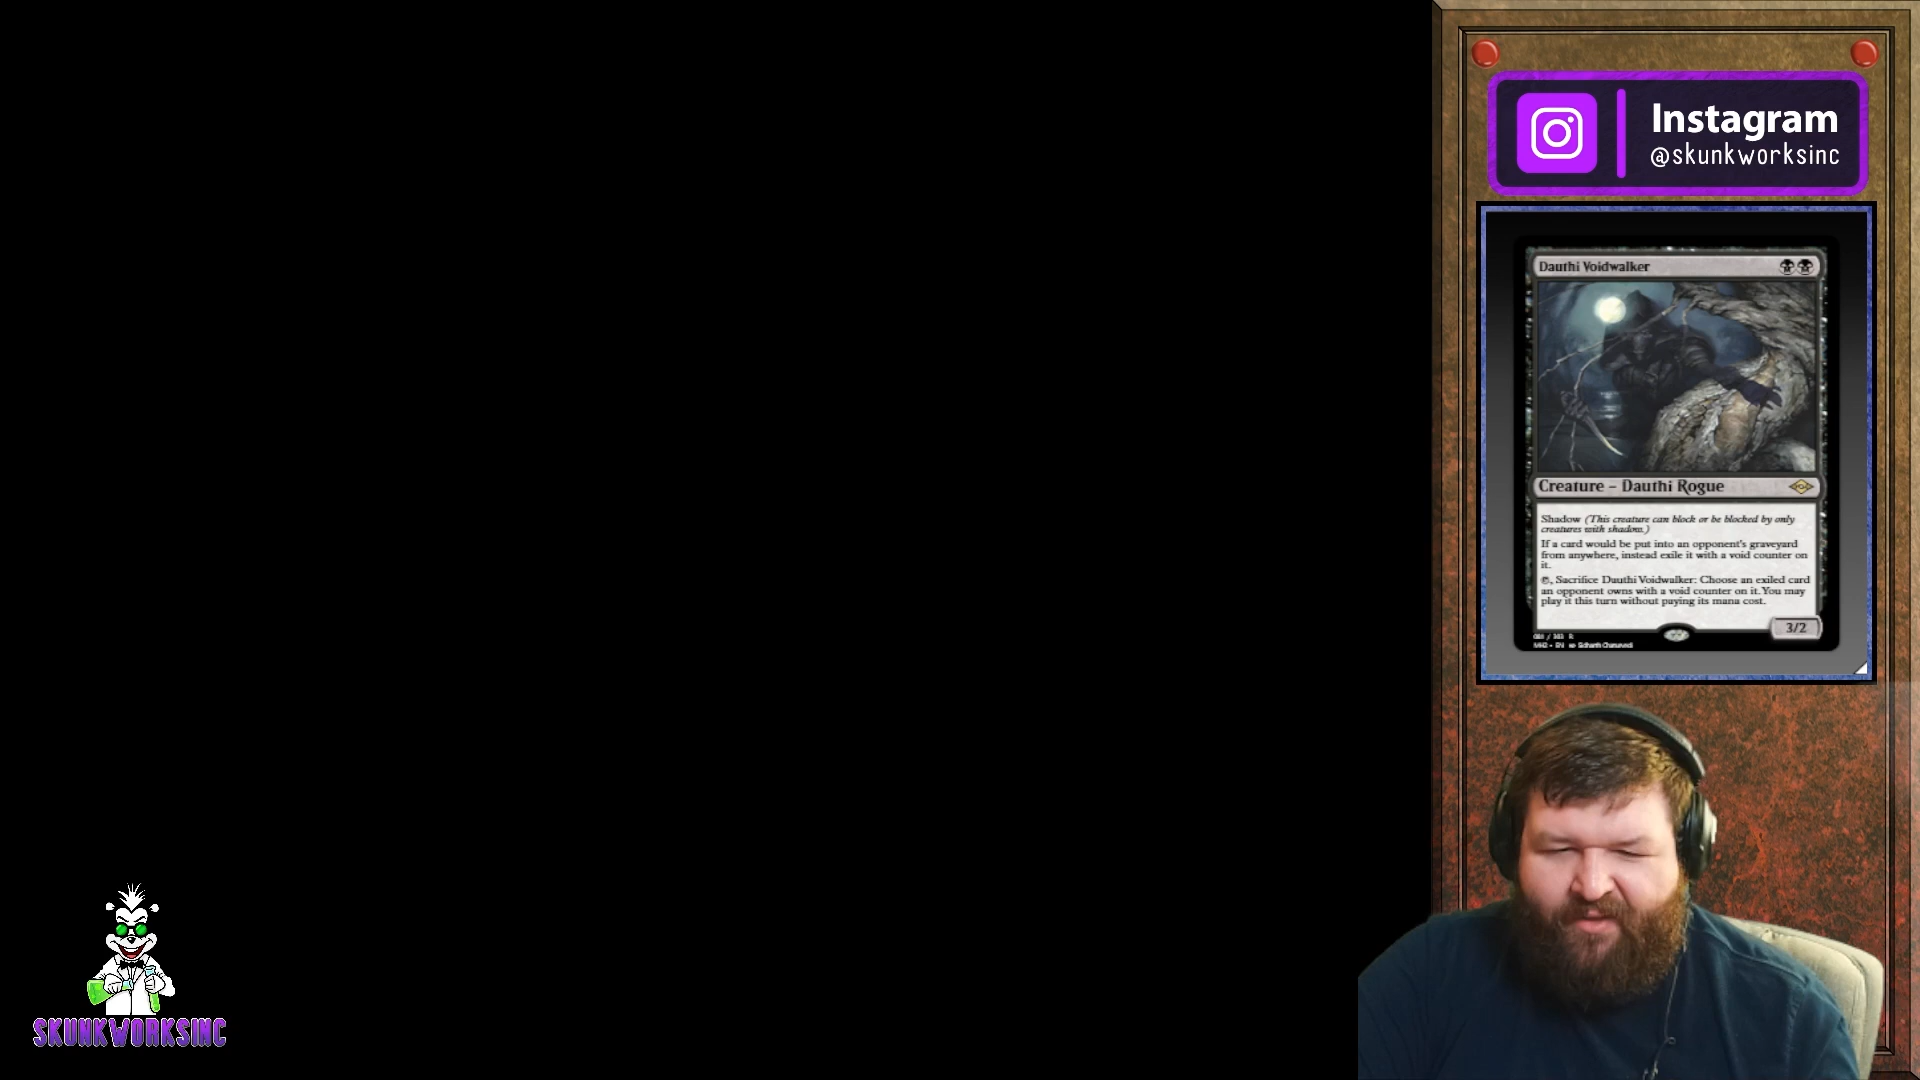 Instagram
@skunkworksinc
Dauthi Voidwalker
Creature – Dauthi Rogue
Shadow (This creature can block or be blocked by only
creatures with shadow.)
If a card would be put into an opponent's graveyard
from anywhere, instead exile it with a void counter on
it.
, Sacrifice Dauthi Voidwalker: Choose an exiled card
an opponent owns with a void counter on it. You may
play it this turn without paying its mana cost.
3/2
MH2 • EN
SKUNKWORKSINC